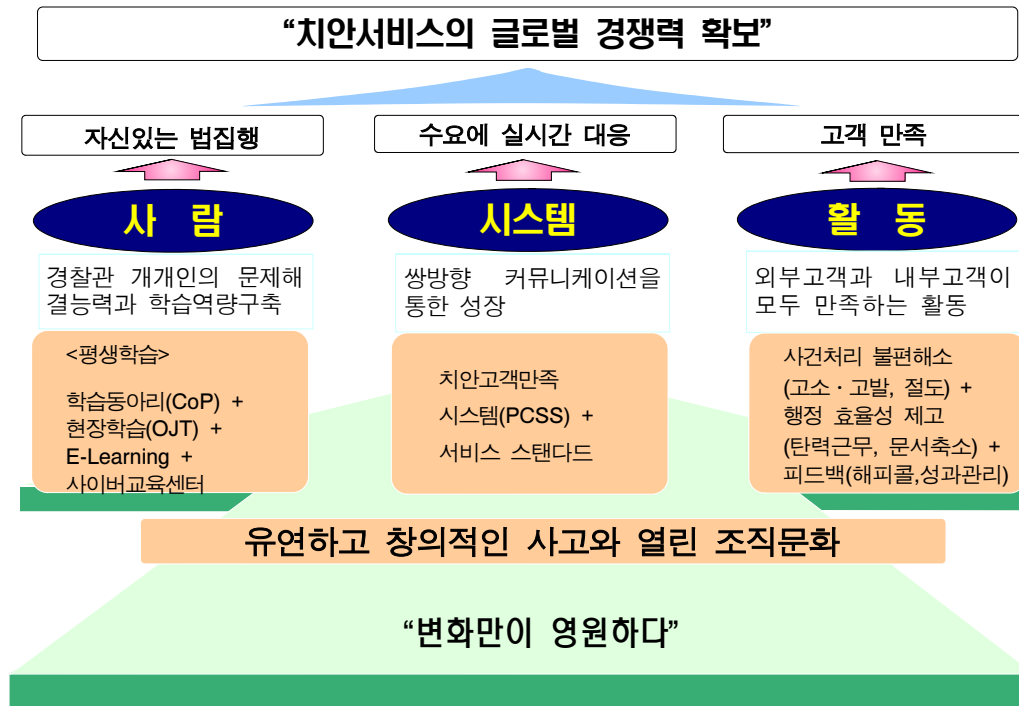 “치안서비스의 글로벌 경쟁력 확보”
자신있는 법집행
수요에 실시간 대응
고객 만족
사 람
시스템
활 동
경찰관 개개인의 문제해
결능력과 학습역량구축
쌍방향 커뮤니케이션을
통한 성장
외부고객과 내부고객이
모두 만족하는 활동
<평생학습>
학습동아리(CoP) +
현장학습(OJT) +
E-Learning +
사이버교육센터
치안고객만족
시스템(PCSS) +
서비스 스탠다드
사건처리 불편해소
(고소 · 고발, 절도) +
행정 효율성 제고
(탄력근무, 문서축소) +
피드백(해피콜,성과관리)
유연하고 창의적인 사고와 열린 조직문화
“변화만이 영원하다”